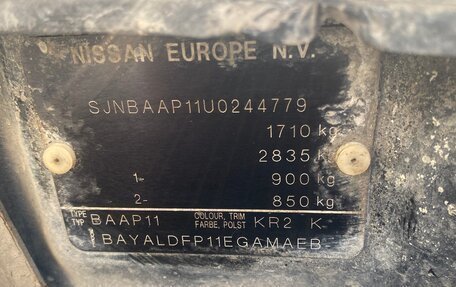 NISSAN EUROPE N.V.
SJNBAAP11U0244779
1710 kg
2835 K
1- 900 kg
2- 850 kg
TYPE TYP BAAP11 COLOUR, TRIM FARBE, POLST KR2 K
BAYALDFP11EGAMAEB